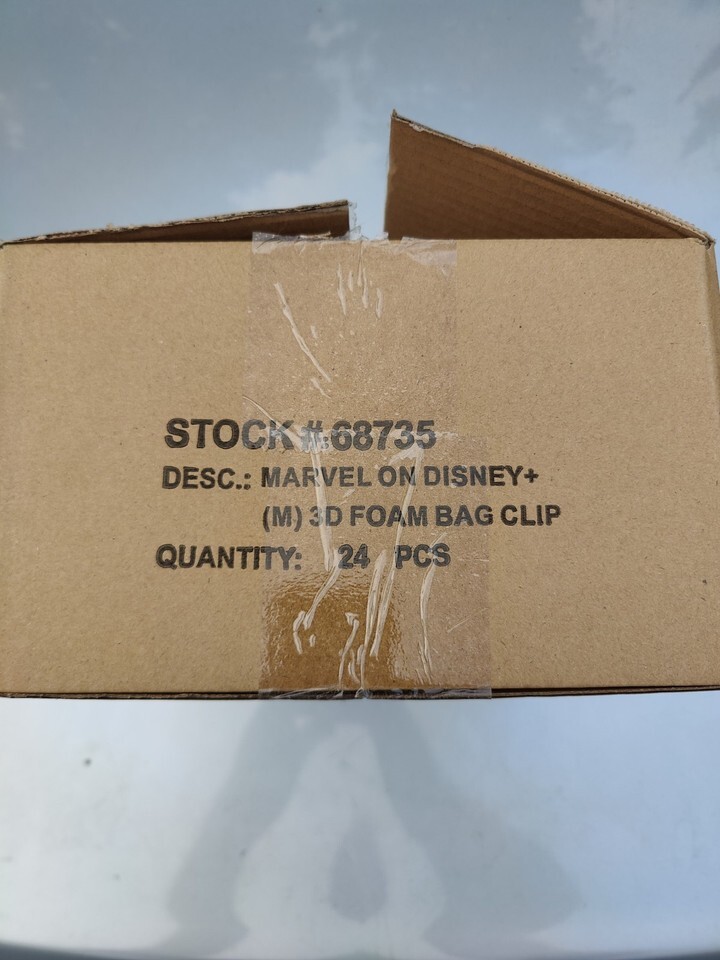 STOCK #:68735
DESC.: MARVEL ON DISNEY+
(M) 3D FOAM BAG CLIP
QUANTITY: 24 PCS